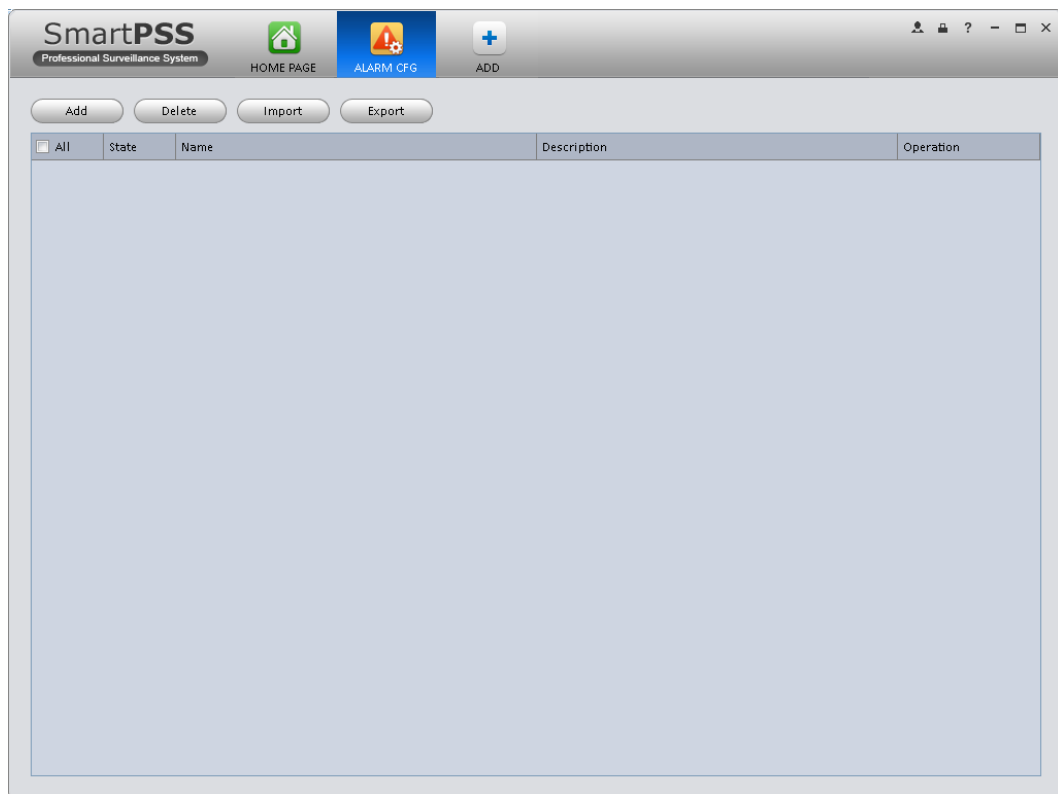 SmartPSS
Professional Surveillance System
HOME PAGE
ALARM CFG
ADD
?
Add
Delete
Import
Export
All
State
Name
Description
Operation